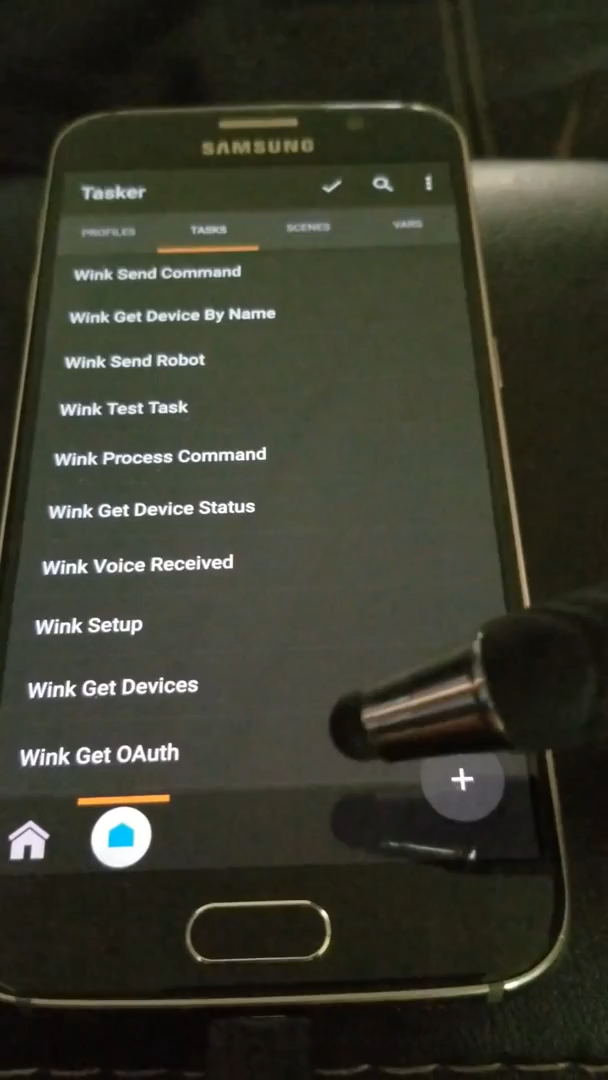 SAMSUNG
Tasker
PROFILES TASKS SCENES VARS
Wink Send Command
Wink Get Device By Name
Wink Send Robot
Wink Test Task
Wink Process Command
Wink Get Device Status
Wink Voice Received
Wink Setup
Wink Get Devices
Wink Get OAuth